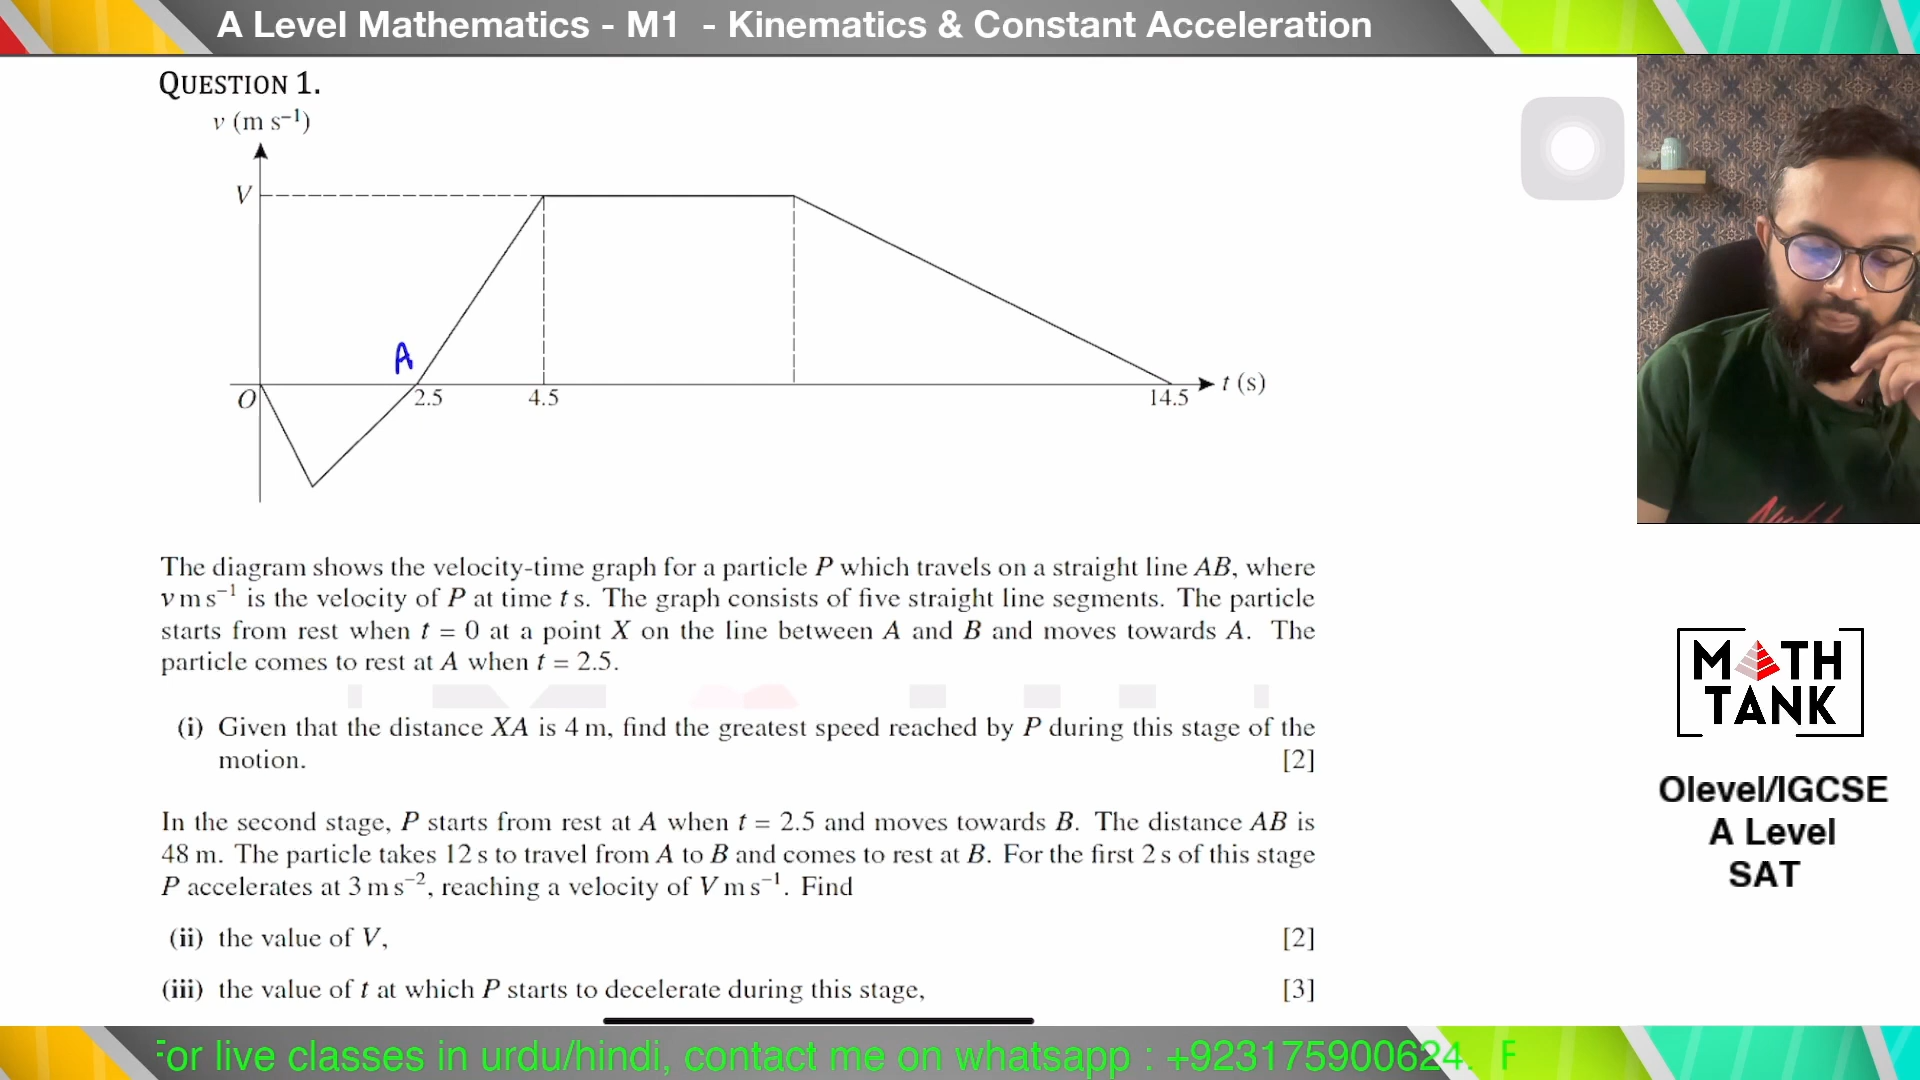 A Level Mathematics - M1 - Kinematics & Constant Acceleration
QUESTION 1.
v (m s⁻¹)
V
A
O
2.5
4.5
14.5
t (s)
The diagram shows the velocity-time graph for a particle P which travels on a straight line AB, where
v m s⁻¹ is the velocity of P at time t s. The graph consists of five straight line segments. The particle
starts from rest when t = 0 at a point X on the line between A and B and moves towards A. The
particle comes to rest at A when t = 2.5.
(i) Given that the distance XA is 4 m, find the greatest speed reached by P during this stage of the
motion. [2]
In the second stage, P starts from rest at A when t = 2.5 and moves towards B. The distance AB is
48 m. The particle takes 12 s to travel from A to B and comes to rest at B. For the first 2 s of this stage
P accelerates at 3 m s⁻², reaching a velocity of V m s⁻¹. Find
(ii) the value of V, [2]
(iii) the value of t at which P starts to decelerate during this stage, [3]
MATH
TANK
Olevel/IGCSE
A Level
SAT
For live classes in urdu/hindi, contact me on whatsapp : +923175900624. F